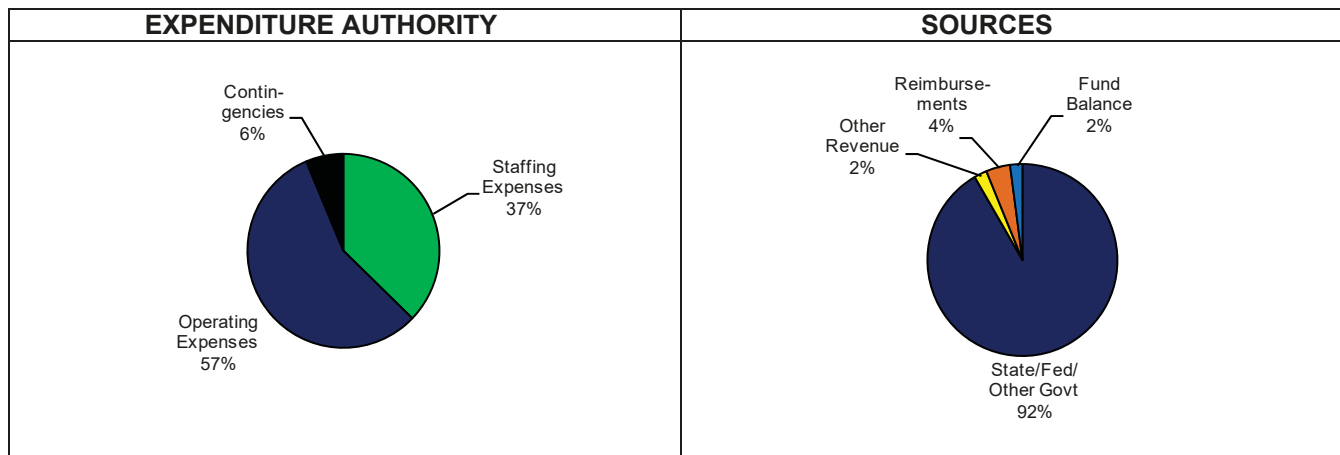 EXPENDITURE AUTHORITY
Contin-
gencies
6%
Staffing
Expenses
37%
Operating
Expenses
57%
SOURCES
Reimburse-
ments
4%
Fund
Balance
2%
Other
Revenue
2%
State/Fed/
Other Govt
92%